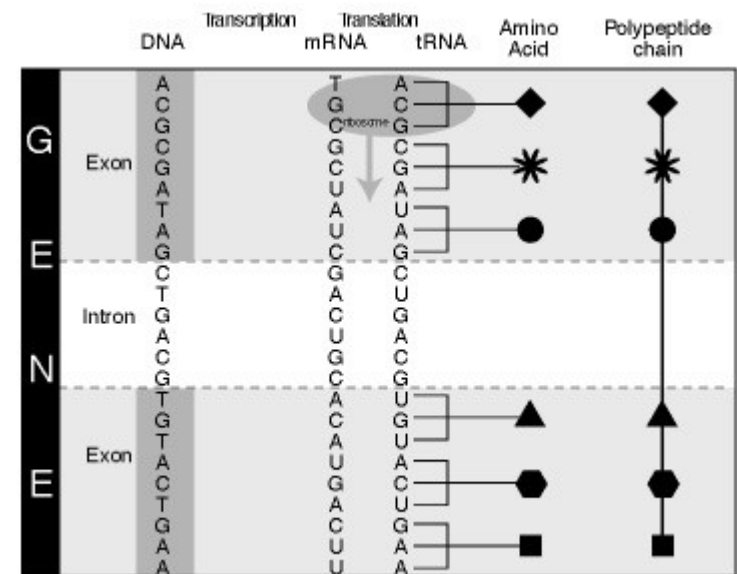 Transcription Translation
DNA mRNA tRNA Amino Acid Polypeptide chain
A T A
C G C
ribosome
G C G
G C G C
Exon G C G
A U A
T A U
A U A
E G C G
C G C
T A U
Intron G C G
A U A
N C G C
G C G
T A U
G C G
T A U
Exon A U A
E C G C
T A U
G C G
A U A
A U A